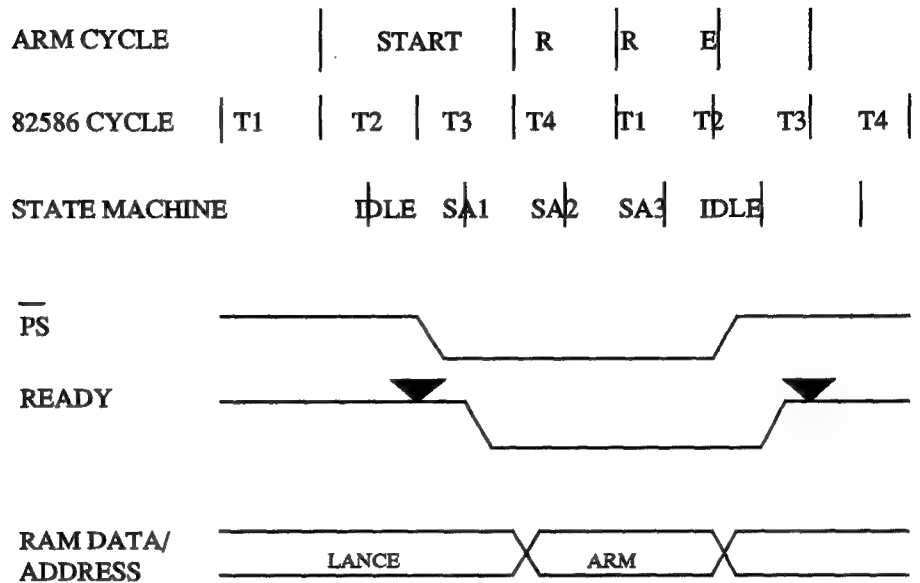 ARM CYCLE START R R E
82586 CYCLE T1 T2 T3 T4 T1 T2 T3 T4
STATE MACHINE IDLE SA1 SA2 SA3 IDLE
PS
READY
RAM DATA/
ADDRESS
LANCE ARM